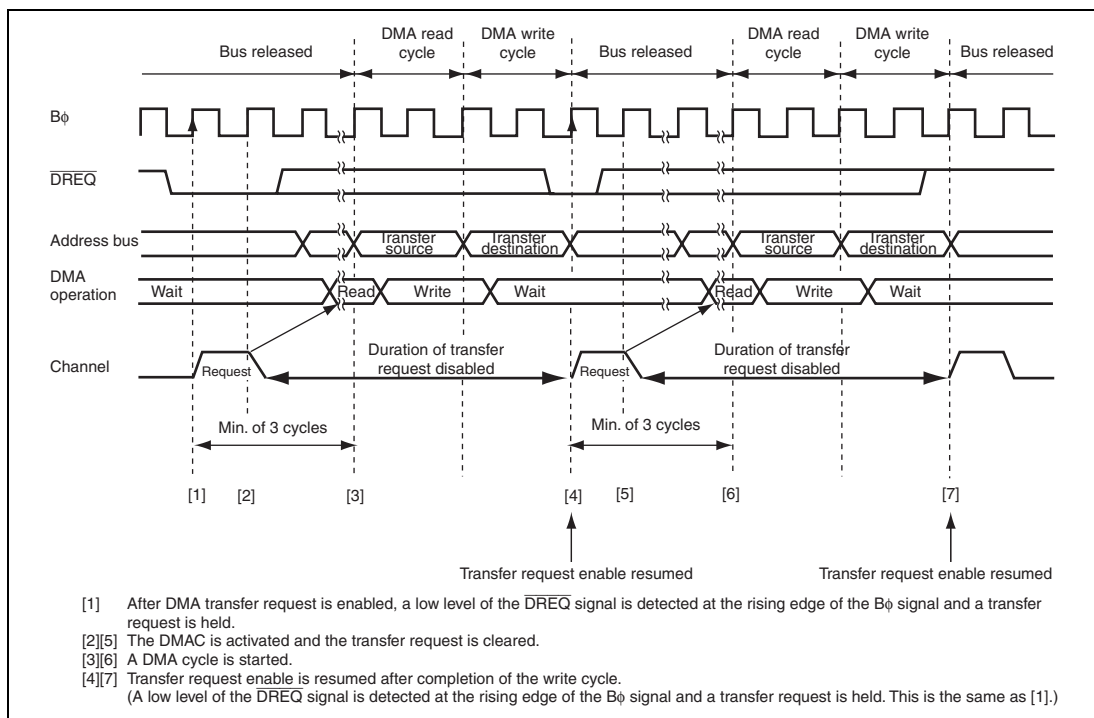 Bus released
DMA read cycle
DMA write cycle
Bus released
DMA read cycle
DMA write cycle
Bus released
Bφ
DREQ
Address bus
Transfer source
Transfer destination
Transfer source
Transfer destination
DMA operation
Wait
Read
Write
Wait
Read
Write
Wait
Channel
Request
Duration of transfer request disabled
Request
Duration of transfer request disabled
Min. of 3 cycles
Min. of 3 cycles
[1]
[2]
[3]
[4]
[5]
[6]
[7]
Transfer request enable resumed
Transfer request enable resumed
[1] After DMA transfer request is enabled, a low level of the DREQ signal is detected at the rising edge of the Bφ signal and a transfer
request is held.
[2][5] The DMAC is activated and the transfer request is cleared.
[3][6] A DMA cycle is started.
[4][7] Transfer request enable is resumed after completion of the write cycle.
(A low level of the DREQ signal is detected at the rising edge of the Bφ signal and a transfer request is held. This is the same as [1].)